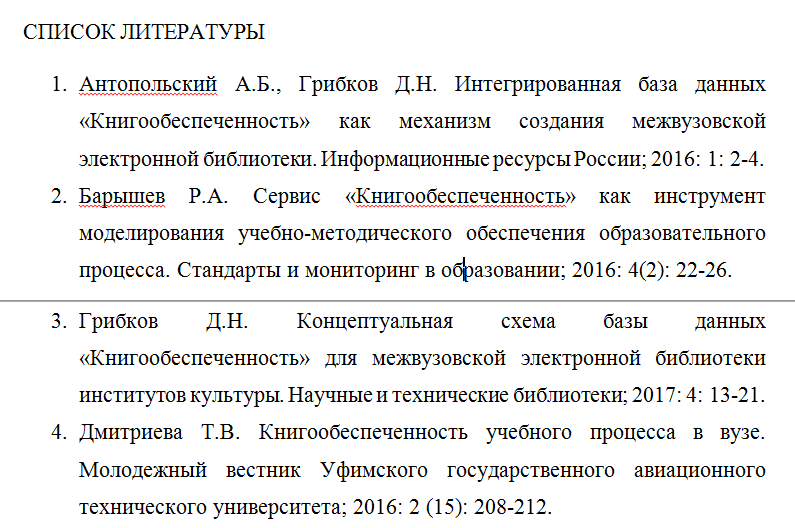 СПИСОК ЛИТЕРАТУРЫ
1. Антопольский А.Б., Грибков Д.Н. Интегрированная база данных
«Книгообеспеченность» как механизм создания межвузовской
электронной библиотеки. Информационные ресурсы России; 2016: 1: 2-4.
2. Барышев Р.А. Сервис «Книгообеспеченность» как инструмент
моделирования учебно-методического обеспечения образовательного
процесса. Стандарты и мониторинг в образовании; 2016: 4(2): 22-26.
3. Грибков Д.Н. Концептуальная схема базы данных
«Книгообеспеченность» для межвузовской электронной библиотеки
институтов культуры. Научные и технические библиотеки; 2017: 4: 13-21.
4. Дмитриева Т.В. Книгообеспеченность учебного процесса в вузе.
Молодежный вестник Уфимского государственного авиационного
технического университета; 2016: 2 (15): 208-212.